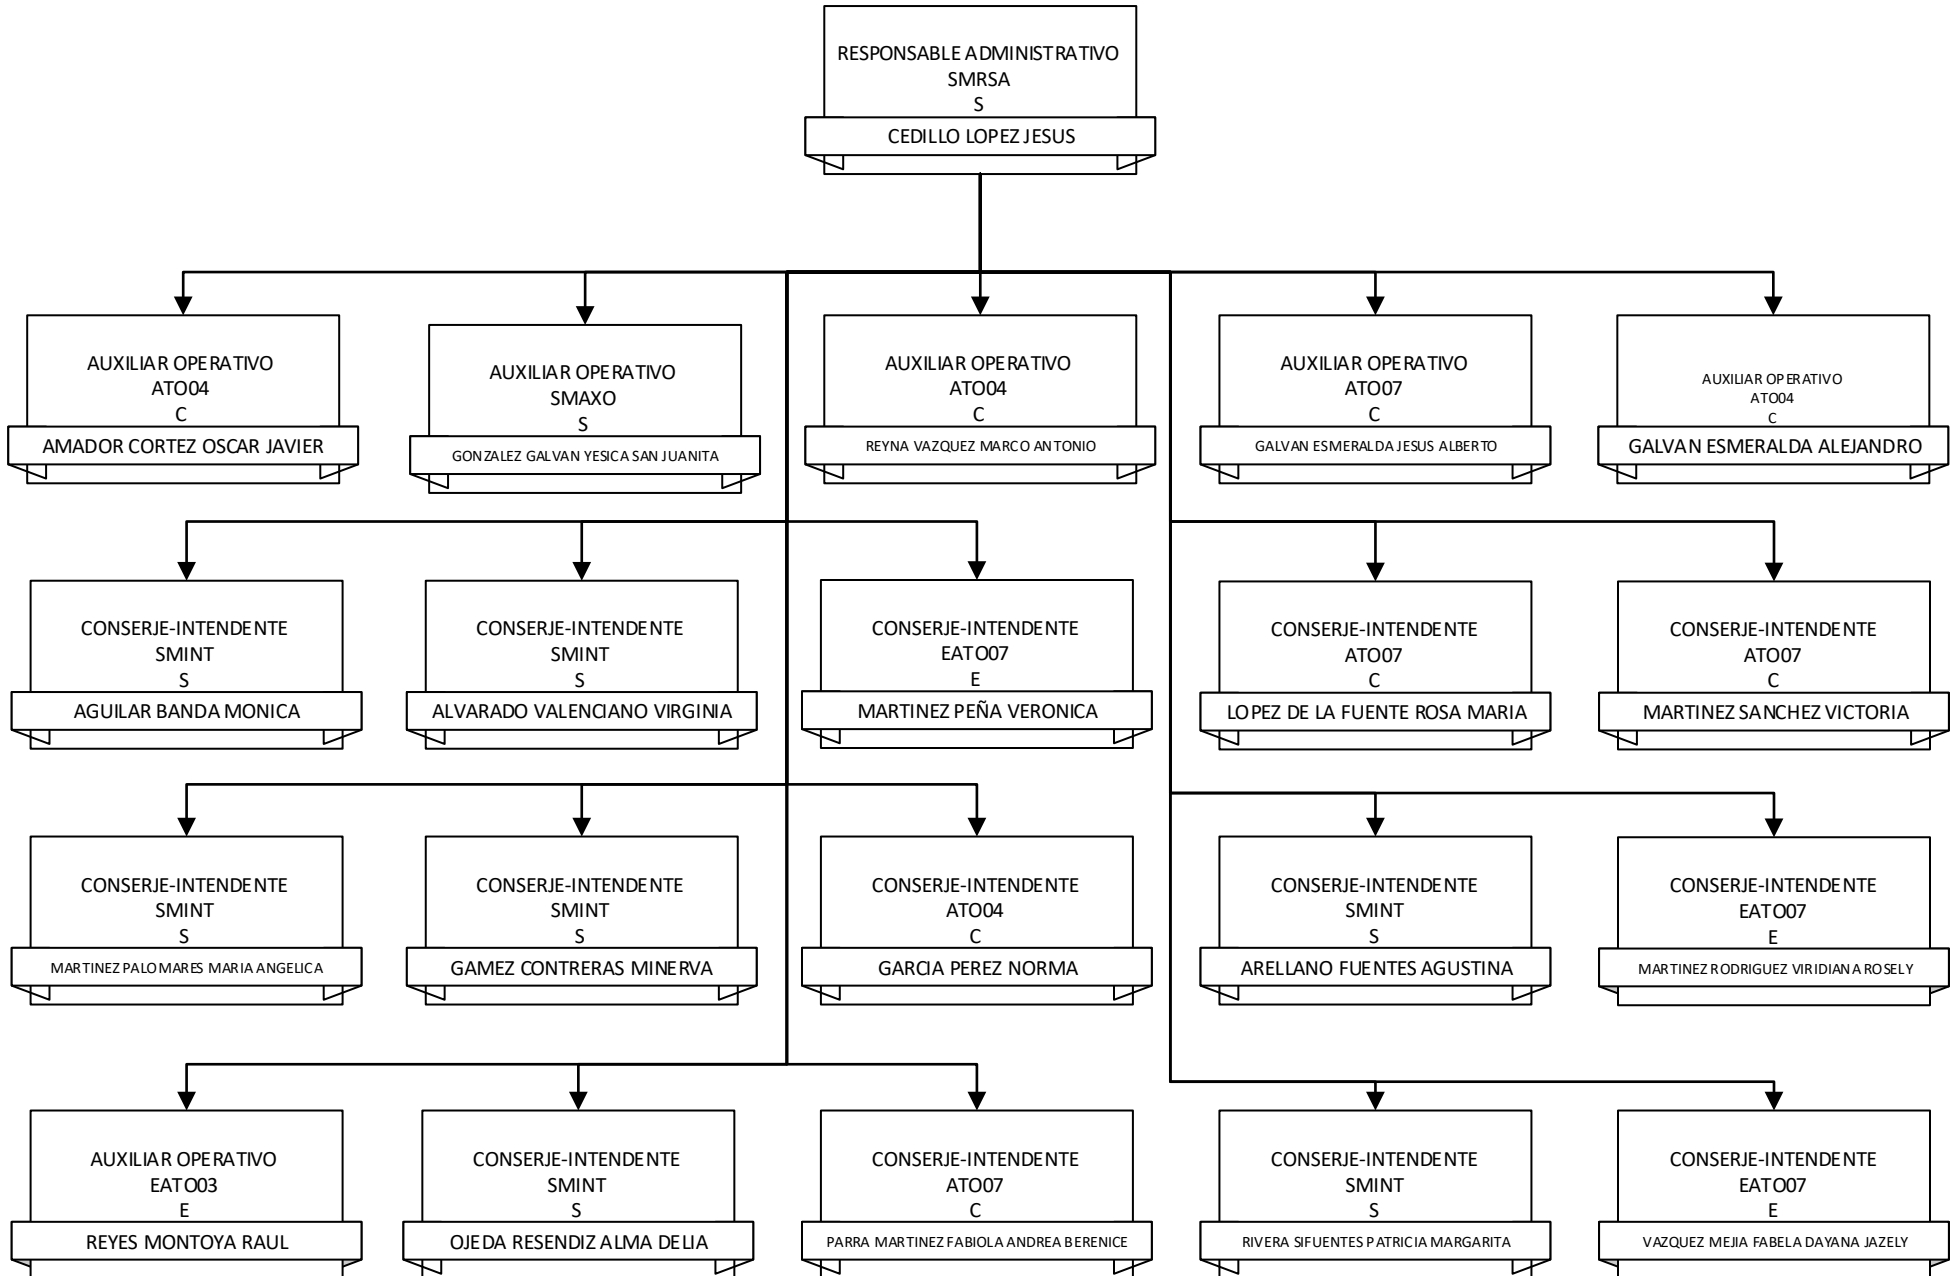 RESPONSABLE ADMINISTRATIVO
SMRSA
S
CEDILLO LOPEZ JESUS
AUXILIAR OPERATIVO
ATO04
C
AMADOR CORTEZ OSCAR JAVIER
AUXILIAR OPERATIVO
SMAXO
S
GONZALEZ GALVAN YESICA SAN JUANITA
AUXILIAR OPERATIVO
ATO04
C
REYNA VAZQUEZ MARCO ANTONIO
AUXILIAR OPERATIVO
ATO07
C
GALVAN ESMERALDA JESUS ALBERTO
AUXILIAR OPERATIVO
ATO04
C
GALVAN ESMERALDA ALEJANDRO
CONSERJE-INTENDENTE
SMINT
S
AGUILAR BANDA MONICA
CONSERJE-INTENDENTE
SMINT
S
ALVARADO VALENCIANO VIRGINIA
CONSERJE-INTENDENTE
EATO07
E
MARTINEZ PEÑA VERONICA
CONSERJE-INTENDENTE
ATO07
C
LOPEZ DE LA FUENTE ROSA MARIA
CONSERJE-INTENDENTE
ATO07
C
MARTINEZ SANCHEZ VICTORIA
CONSERJE-INTENDENTE
SMINT
S
MARTINEZ PALOMARES MARIA ANGELICA
CONSERJE-INTENDENTE
SMINT
S
GAMEZ CONTRERAS MINERVA
CONSERJE-INTENDENTE
ATO04
C
GARCIA PEREZ NORMA
CONSERJE-INTENDENTE
SMINT
S
ARELLANO FUENTES AGUSTINA
CONSERJE-INTENDENTE
EATO07
E
MARTINEZ RODRIGUEZ VIRIDIANA ROSELY
AUXILIAR OPERATIVO
EATO03
E
REYES MONTOYA RAUL
CONSERJE-INTENDENTE
SMINT
S
OJEDA RESENDIZ ALMA DELIA
CONSERJE-INTENDENTE
ATO07
C
PARRA MARTINEZ FABIOLA ANDREA BERENICE
CONSERJE-INTENDENTE
SMINT
S
RIVERA SIFUENTES PATRICIA MARGARITA
CONSERJE-INTENDENTE
EATO07
E
VAZQUEZ MEJIA FABELA DAYANA JAZELY